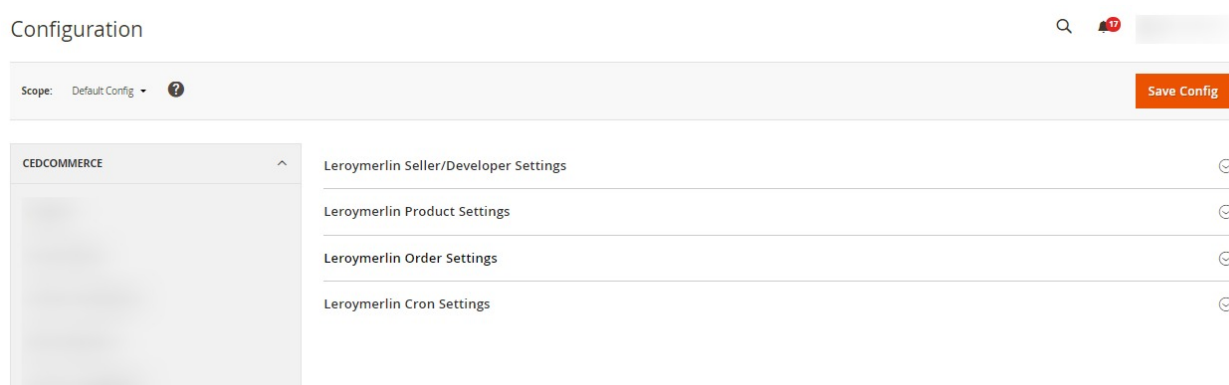 Configuration
17
Scope: Default Config
?
Save Config
CEDCOMMERCE
Leroymerlin Seller/Developer Settings
Leroymerlin Product Settings
Leroymerlin Order Settings
Leroymerlin Cron Settings